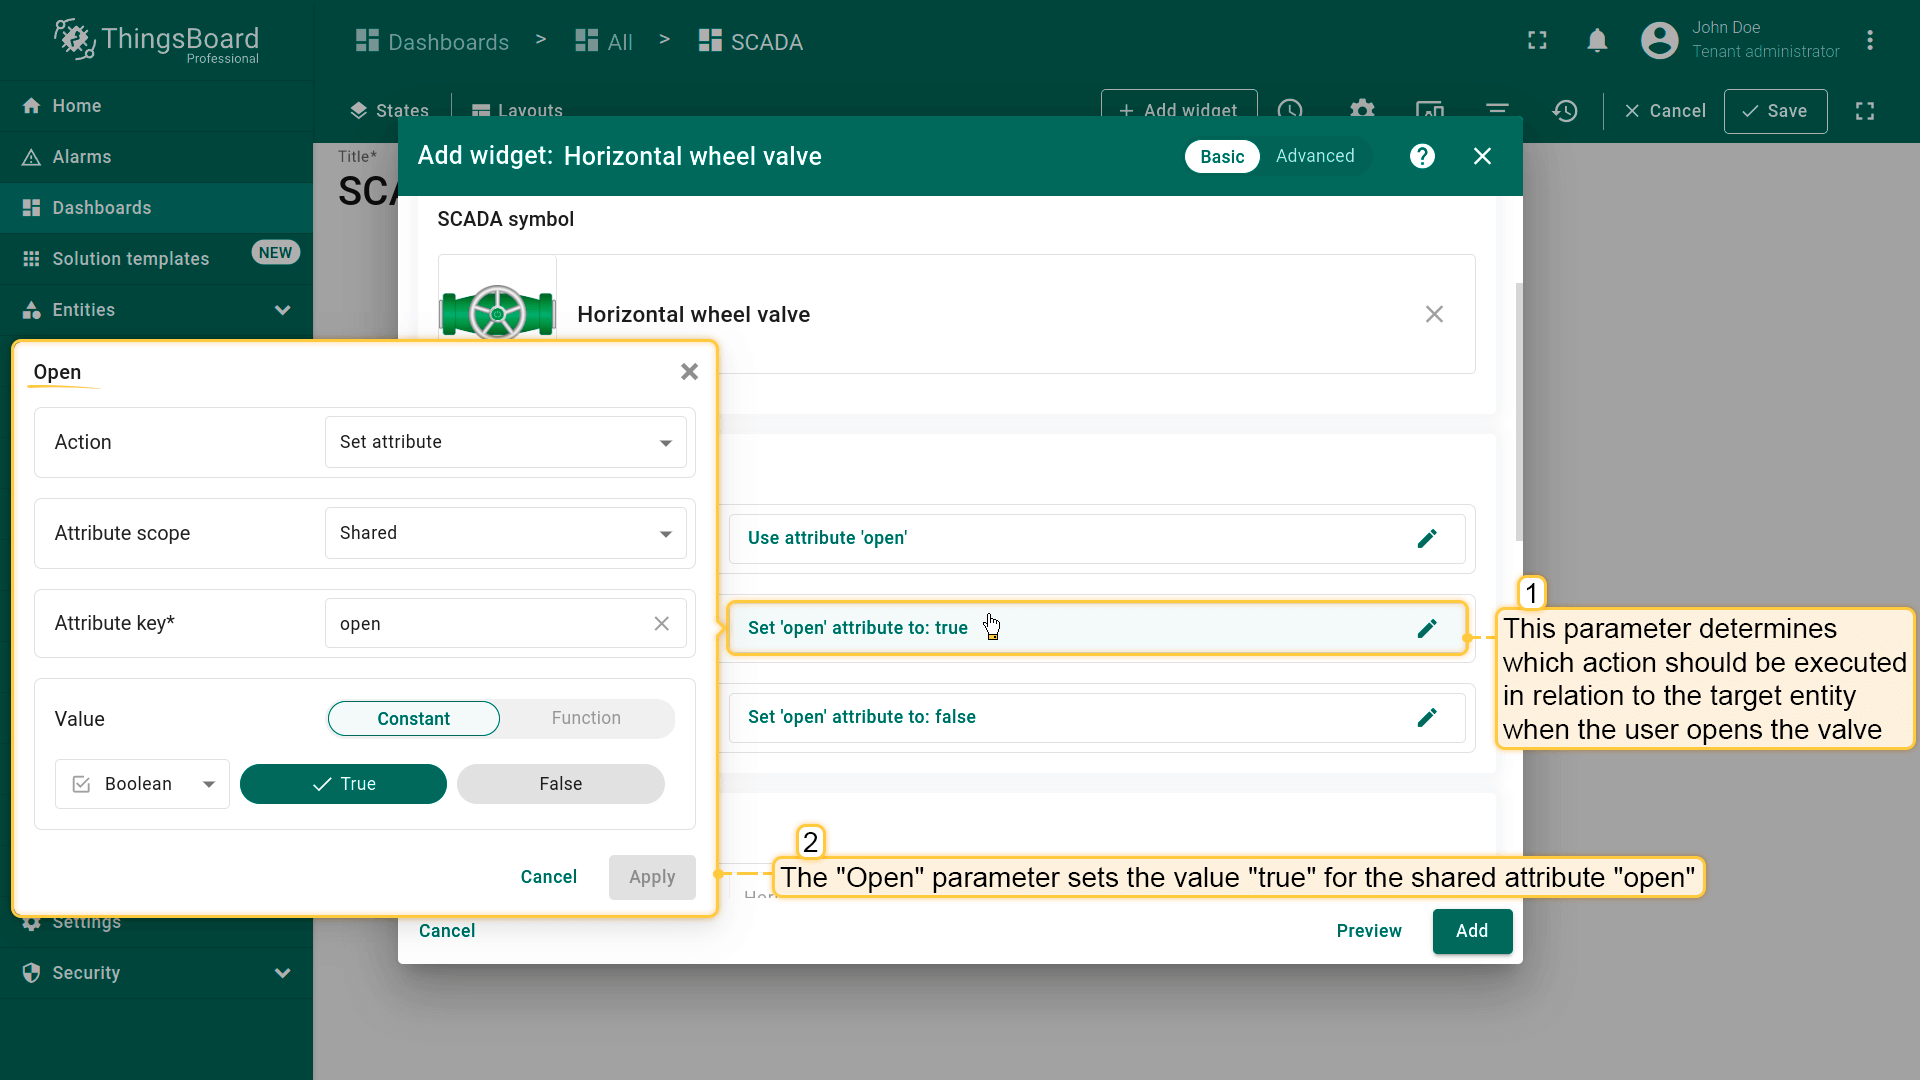 ThingsBoard
Professional
Dashboards > All > SCADA
John Doe
Tenant administrator
Home
Alarms
Dashboards
Solution templates NEW
Entities
Settings
Security
States
Layouts
+ Add widget
Cancel
Save
Title*
Add widget: Horizontal wheel valve
Basic
Advanced
SCADA symbol
Horizontal wheel valve
Use attribute 'open'
Set 'open' attribute to: true
Set 'open' attribute to: false
Cancel
Preview
Add
Open
Action
Set attribute
Attribute scope
Shared
Attribute key*
open
Value
Constant
Function
Boolean
True
False
Cancel
Apply
1
This parameter determines
which action should be executed
in relation to the target entity
when the user opens the valve
2
The "Open" parameter sets the value "true" for the shared attribute "open"